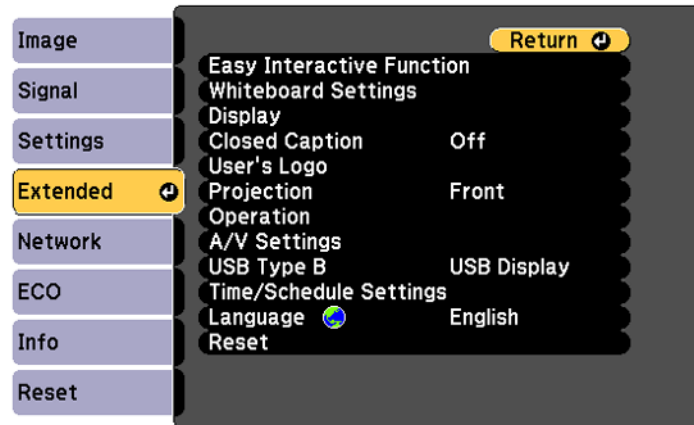 Image
Signal
Settings
Extended
Network
ECO
Info
Reset
Return
Easy Interactive Function
Whiteboard Settings
Display
Closed Caption Off
User's Logo
Projection Front
Operation
A/V Settings
USB Type B USB Display
Time/Schedule Settings
Language English
Reset